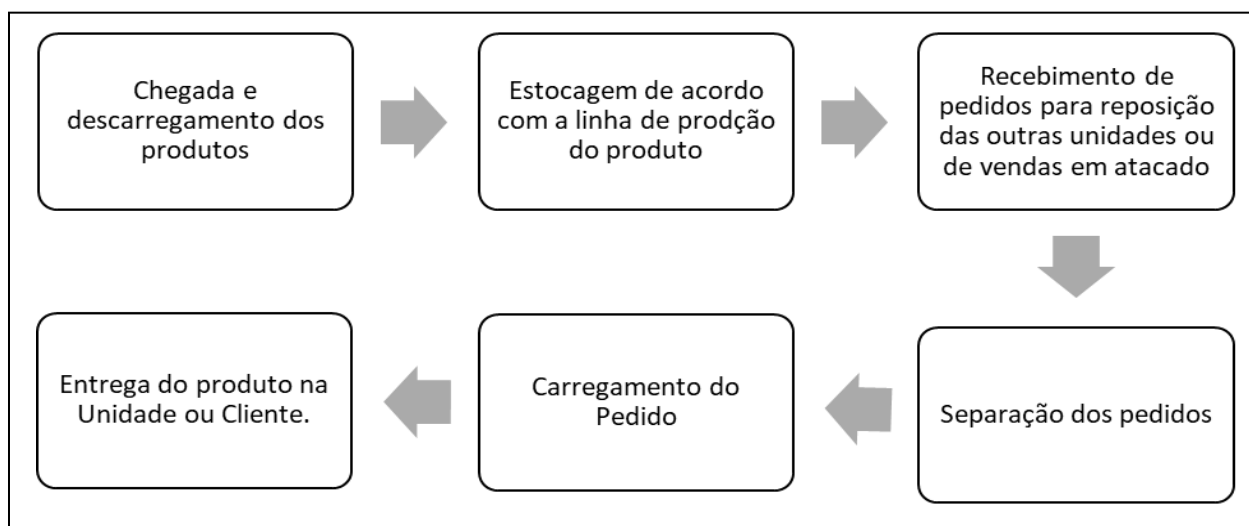 Chegada e
descarregamento dos
produtos
Estocagem de acordo
com a linha de prodção
do produto
Recebimento de
pedidos para reposição
das outras unidades ou
de vendas em atacado
Separação dos pedidos
Carregamento do
Pedido
Entrega do produto na
Unidade ou Cliente.